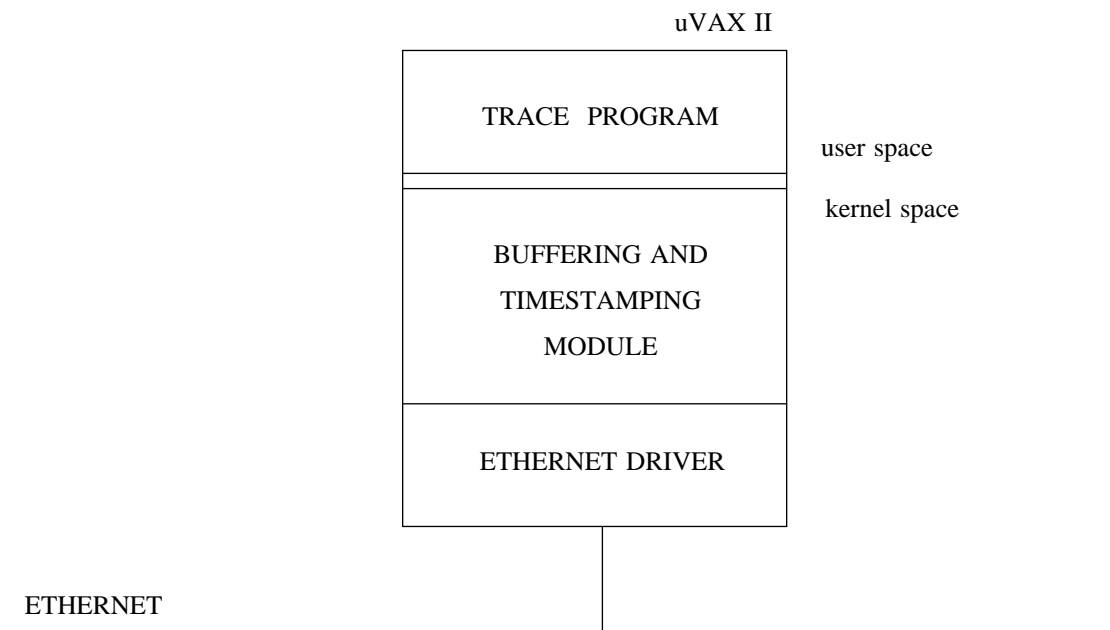 uVAX II
TRACE PROGRAM
user space
kernel space
BUFFERING AND
TIMESTAMPING
MODULE
ETHERNET DRIVER
ETHERNET